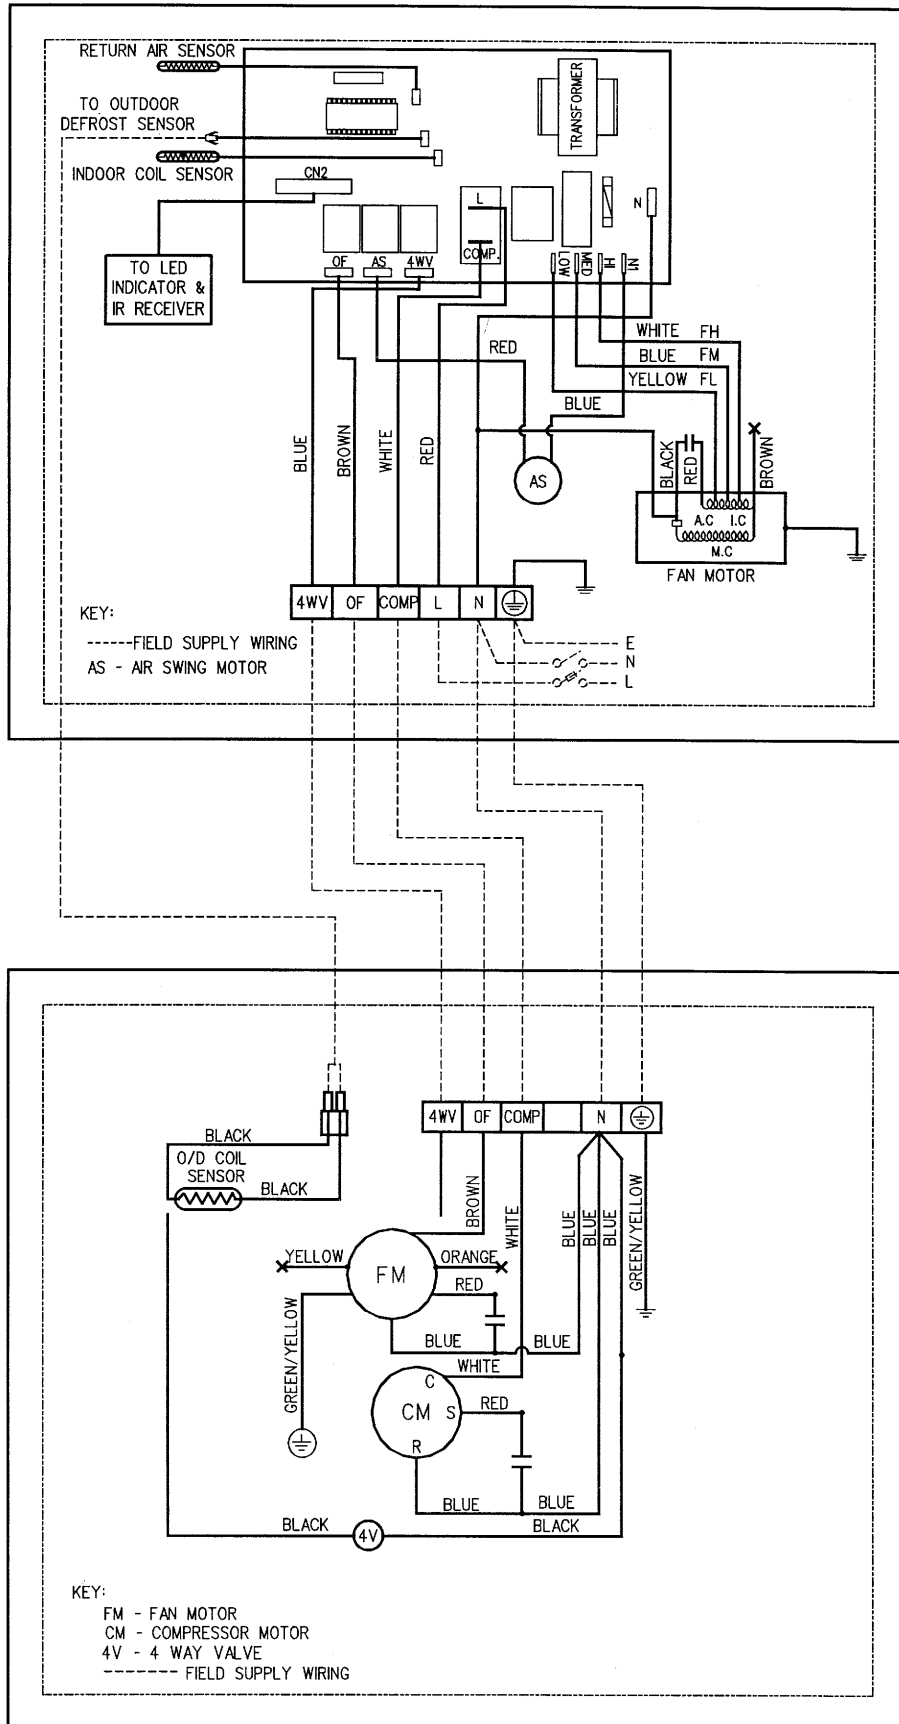 RETURN AIR SENSOR
TO OUTDOOR
DEFROST SENSOR
INDOOR COIL SENSOR
CN2
TRANSFORMER
L
COMP.
N
OF
AS
4WV
LOW
MED
HI
N1
TO LED
INDICATOR &
IR RECEIVER
WHITE FH
BLUE FM
YELLOW FL
BLUE
RED
BLUE
BROWN
WHITE
RED
AS
BLACK
RED
BROWN
A.C I.C
M.C
FAN MOTOR
4WV OF COMP L N
KEY:
------FIELD SUPPLY WIRING
AS - AIR SWING MOTOR
E
N
L
4WV OF COMP N
BLACK
O/D COIL
SENSOR
BLACK
BROWN
WHITE
BLUE
BLUE
BLUE
GREEN/YELLOW
YELLOW
ORANGE
FM
RED
GREEN/YELLOW
BLUE
BLUE
WHITE
C
CM S
RED
R
BLUE
BLUE
BLACK
4V
BLACK
KEY:
FM - FAN MOTOR
CM - COMPRESSOR MOTOR
4V - 4 WAY VALVE
-------- FIELD SUPPLY WIRING